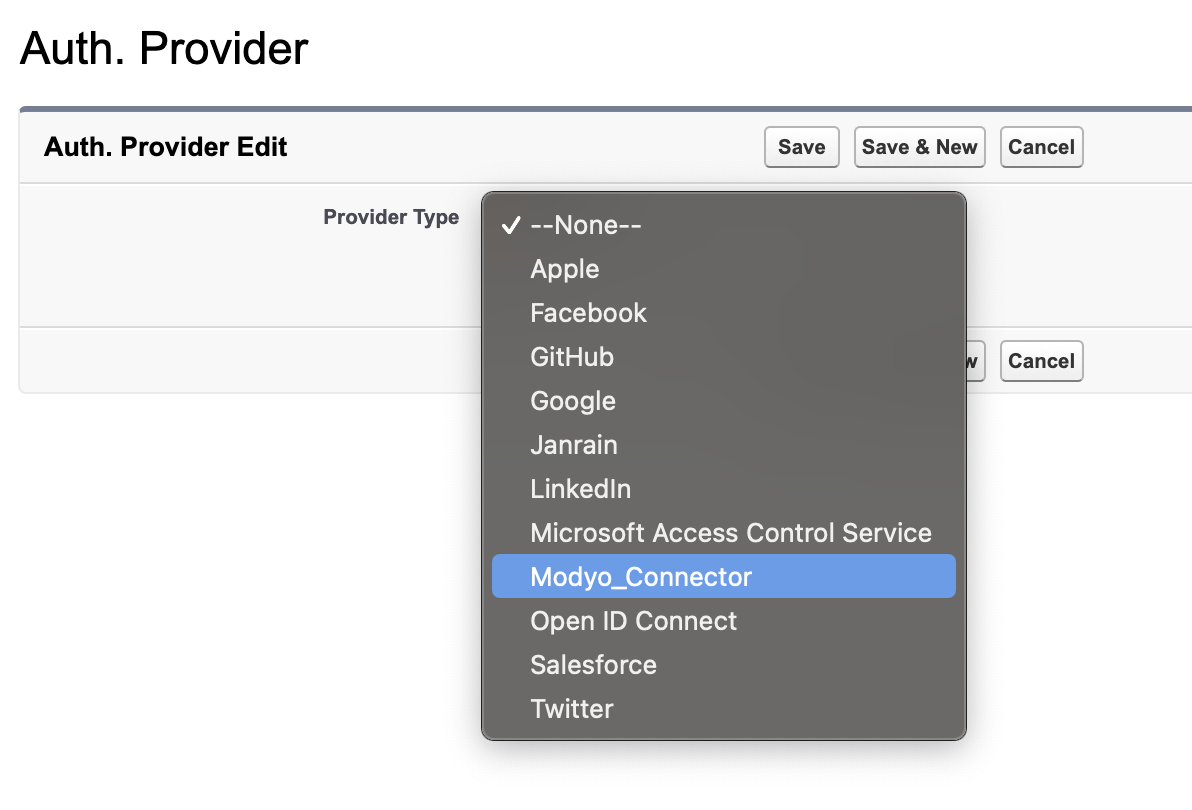 Auth. Provider
Auth. Provider Edit
Save
Save & New
Cancel
Provider Type
✓ --None--
Apple
Facebook
GitHub
Google
Janrain
LinkedIn
Microsoft Access Control Service
Modyo_Connector
Open ID Connect
Salesforce
Twitter
w
Cancel